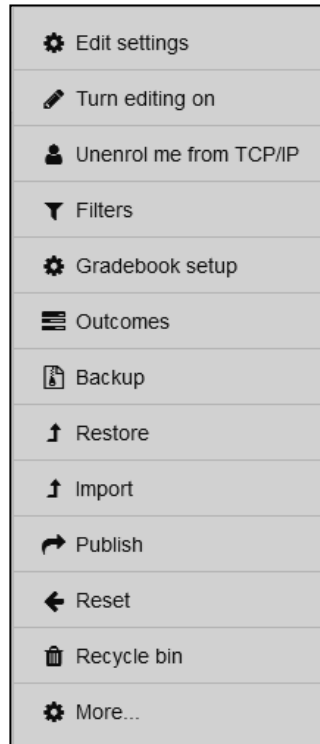 Edit settings
Turn editing on
Unenrol me from TCP/IP
Filters
Gradebook setup
Outcomes
Backup
Restore
Import
Publish
Reset
Recycle bin
More...